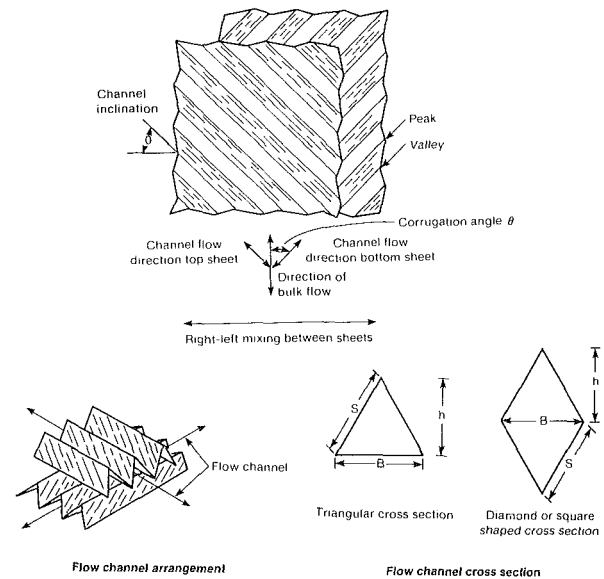 Channel
inclination
θ
Peak
Valley
Corrugation angle θ
Channel flow
direction top sheet
Channel flow
direction bottom sheet
Direction of
bulk flow
Right-left mixing between sheets
Flow channel
S
h
B
Triangular cross section
h
B
S
Diamond or square
shaped cross section
Flow channel arrangement
Flow channel cross section